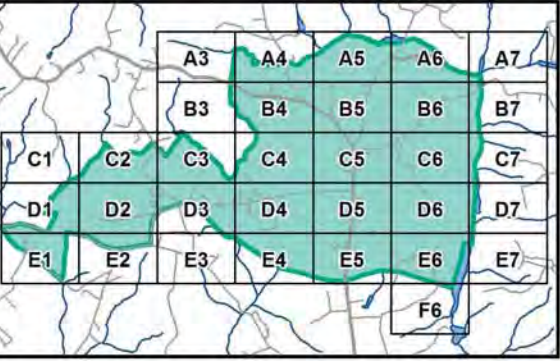 A3 A4 A5 A6 A7
B3 B4 B5 B6 B7
C1 C2 C3 C4 C5 C6 C7
D1 D2 D3 D4 D5 D6 D7
E1 E2 E3 E4 E5 E6 E7
F6